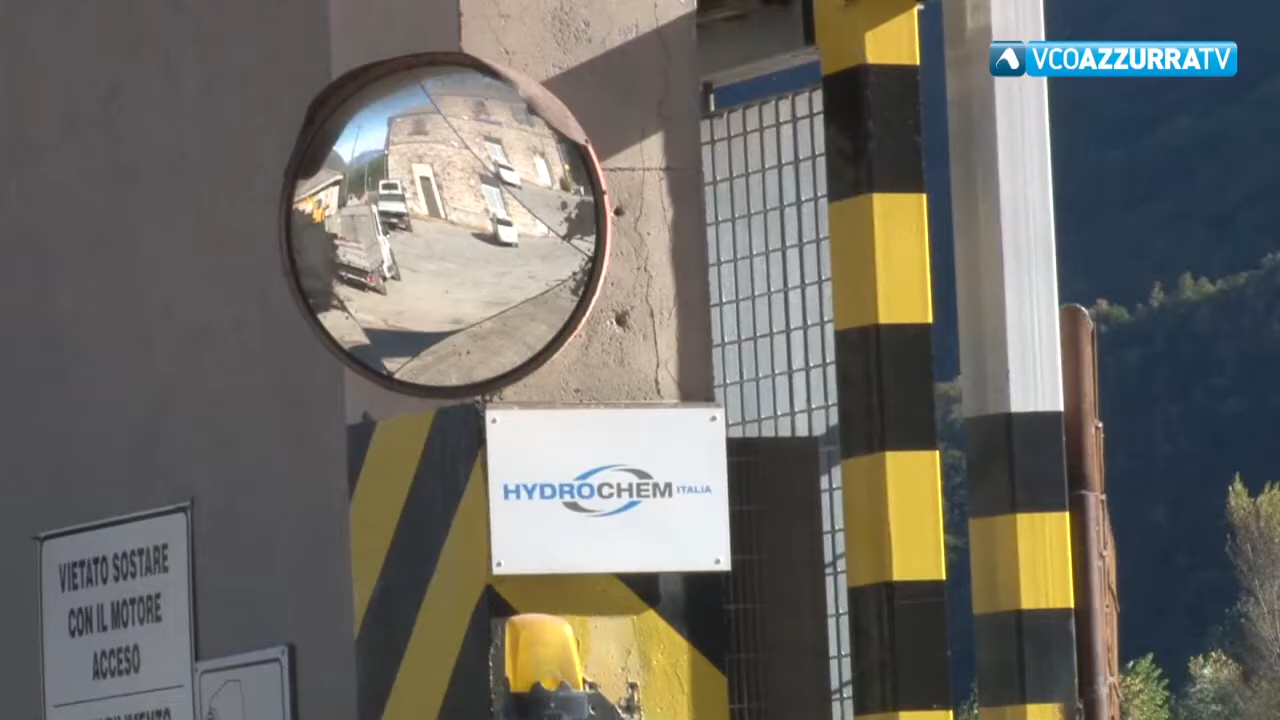 VCOAZZURRATV
HYDROCHEM ITALIA
VIETATO SOSTARE
CON IL MOTORE
ACCESO